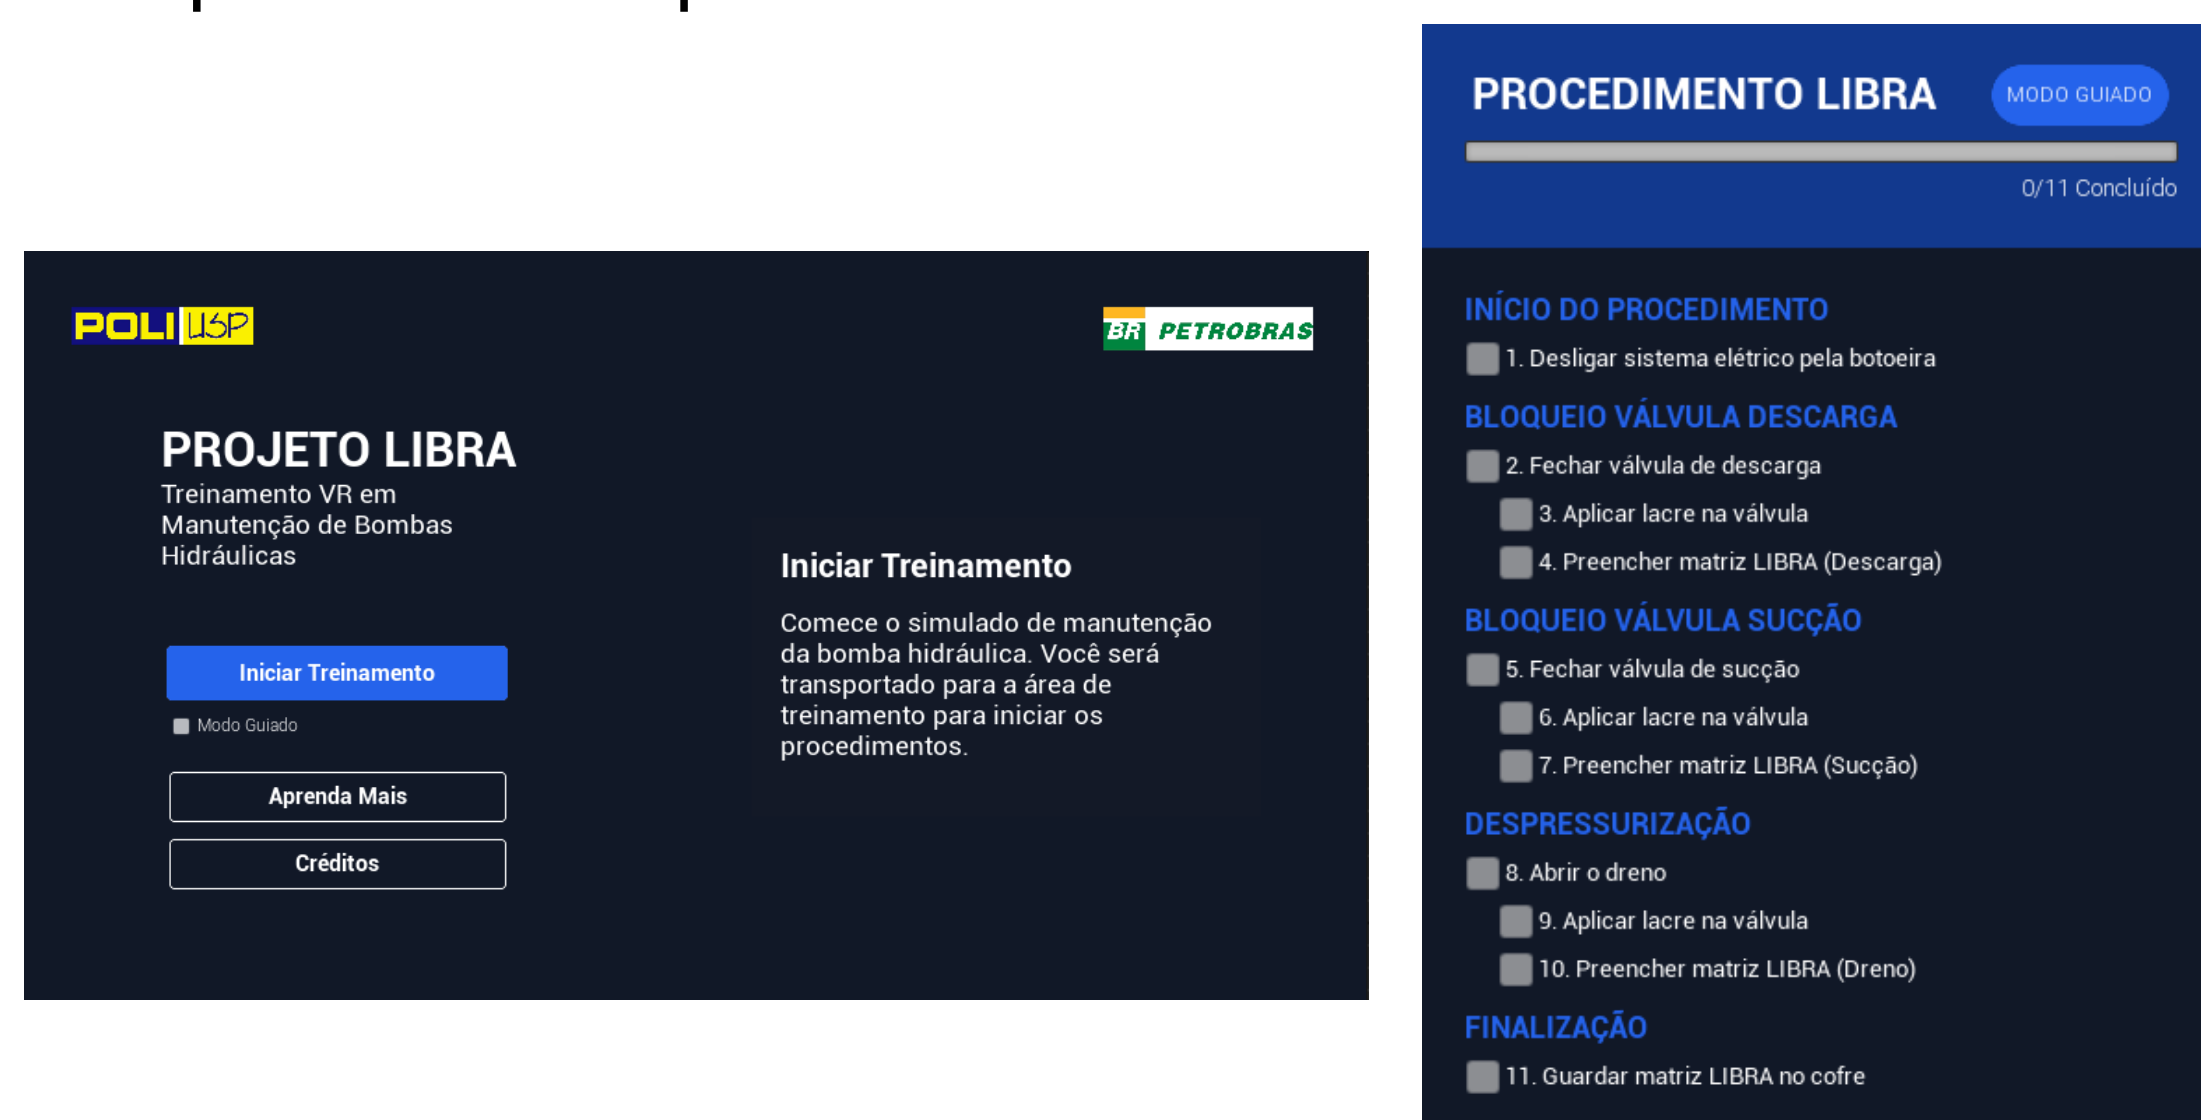 POLI USP
BR PETROBRAS
PROJETO LIBRA
Treinamento VR em
Manutenção de Bombas
Hidráulicas
Iniciar Treinamento
Modo Guiado
Aprenda Mais
Créditos
Iniciar Treinamento
Comece o simulado de manutenção
da bomba hidráulica. Você será
transportado para a área de
treinamento para iniciar os
procedimentos.
PROCEDIMENTO LIBRA
MODO GUIADO
0/11 Concluído
INÍCIO DO PROCEDIMENTO
1. Desligar sistema elétrico pela botoeira
BLOQUEIO VÁLVULA DESCARGA
2. Fechar válvula de descarga
3. Aplicar lacre na válvula
4. Preencher matriz LIBRA (Descarga)
BLOQUEIO VÁLVULA SUCÇÃO
5. Fechar válvula de sucção
6. Aplicar lacre na válvula
7. Preencher matriz LIBRA (Sucção)
DESPRESSURIZAÇÃO
8. Abrir o dreno
9. Aplicar lacre na válvula
10. Preencher matriz LIBRA (Dreno)
FINALIZAÇÃO
11. Guardar matriz LIBRA no cofre